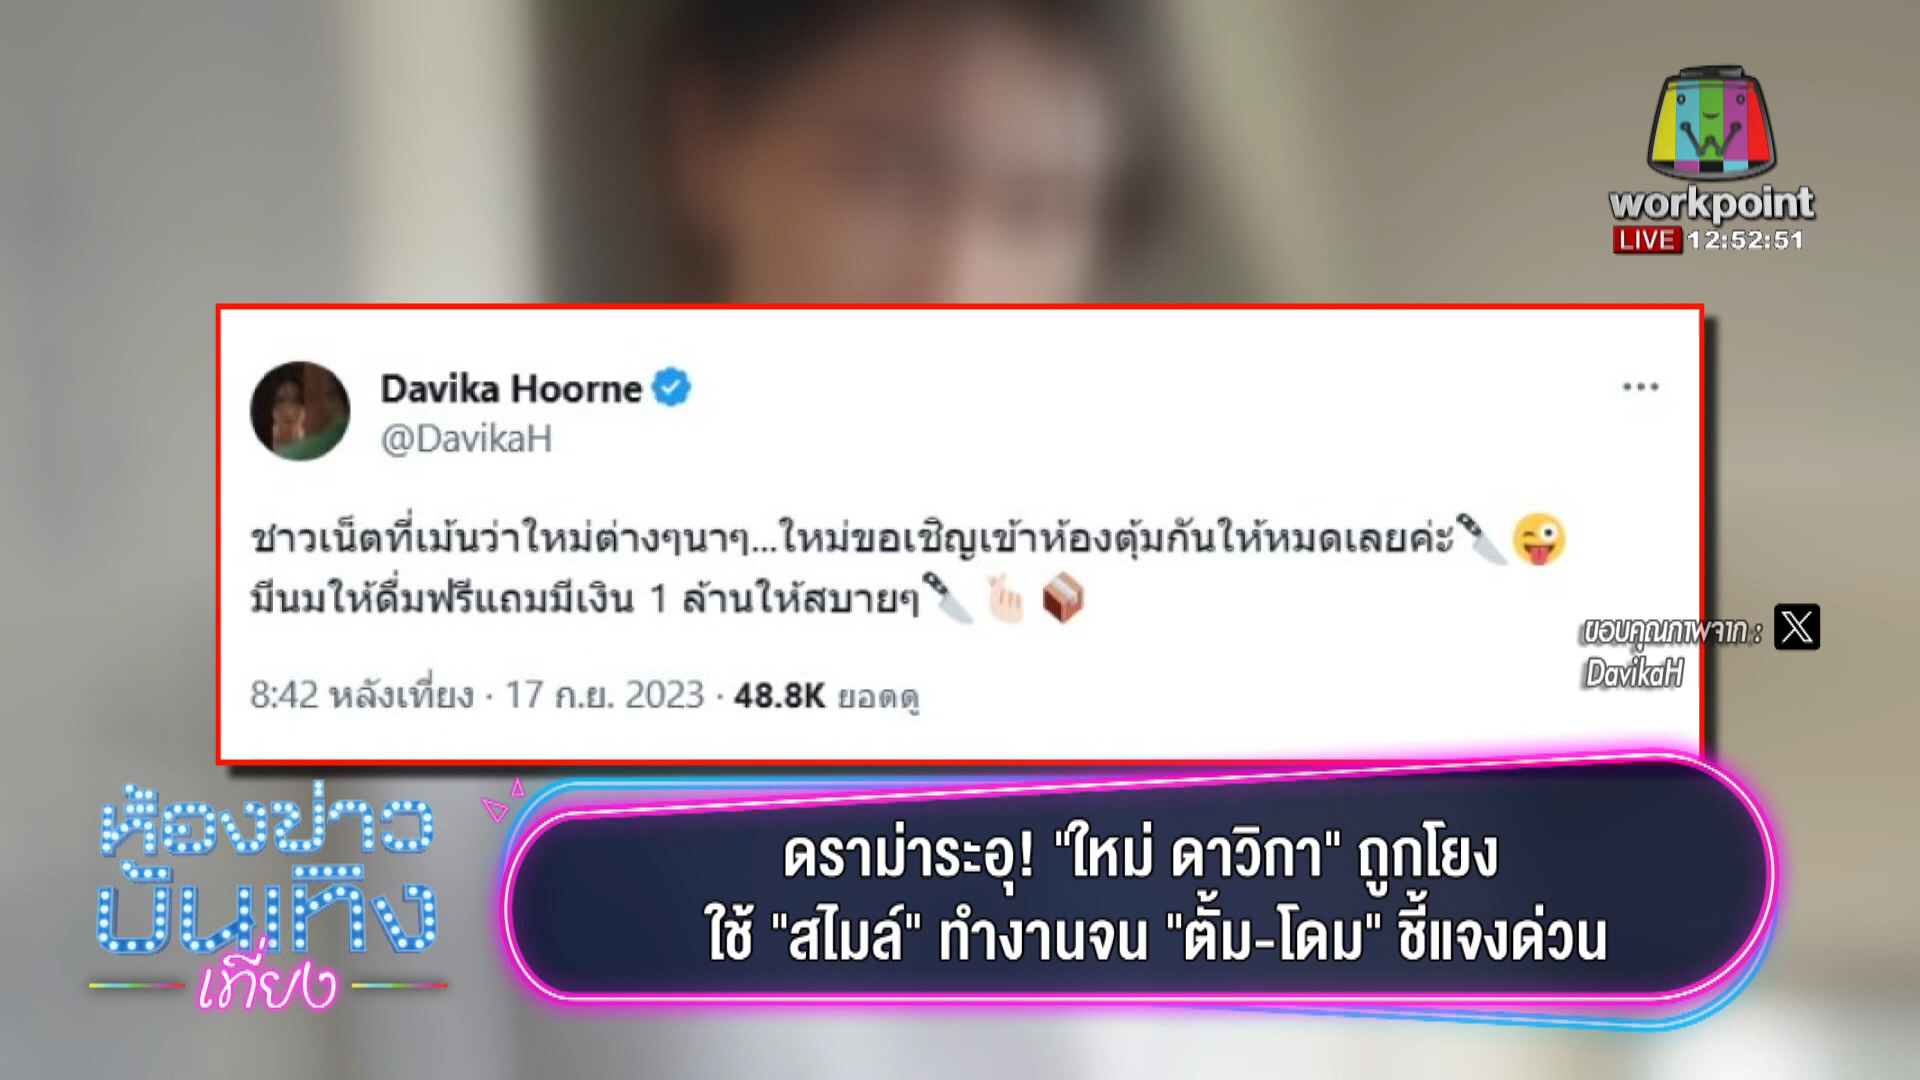 workpoint
LIVE 12:52:51
Davika Hoorne
@DavikaH
ชาวเน็ตที่เม้นว่าใหม่ต่างๆนาๆ...ใหม่ขอเชิญเข้าห้องตุ้มกันให้หมดเลยค่ะ🔪😜
มีนมให้ดื่มฟรีแถมมีเงิน 1 ล้านให้สบายๆ🔪🫰🏻📦
8:42 หลังเที่ยง · 17 ก.ย. 2023 · 48.8K ยอดดู
ขอบคุณภาพจาก : X
DavikaH
ห้องข่าว
บันเทิง
เที่ยง
ดราม่าระอุ! "ใหม่ ดาวิกา" ถูกโยง
ใช้ "สไมล์" ทำงานจน "ตั้ม-โดม" ชี้แจงด่วน